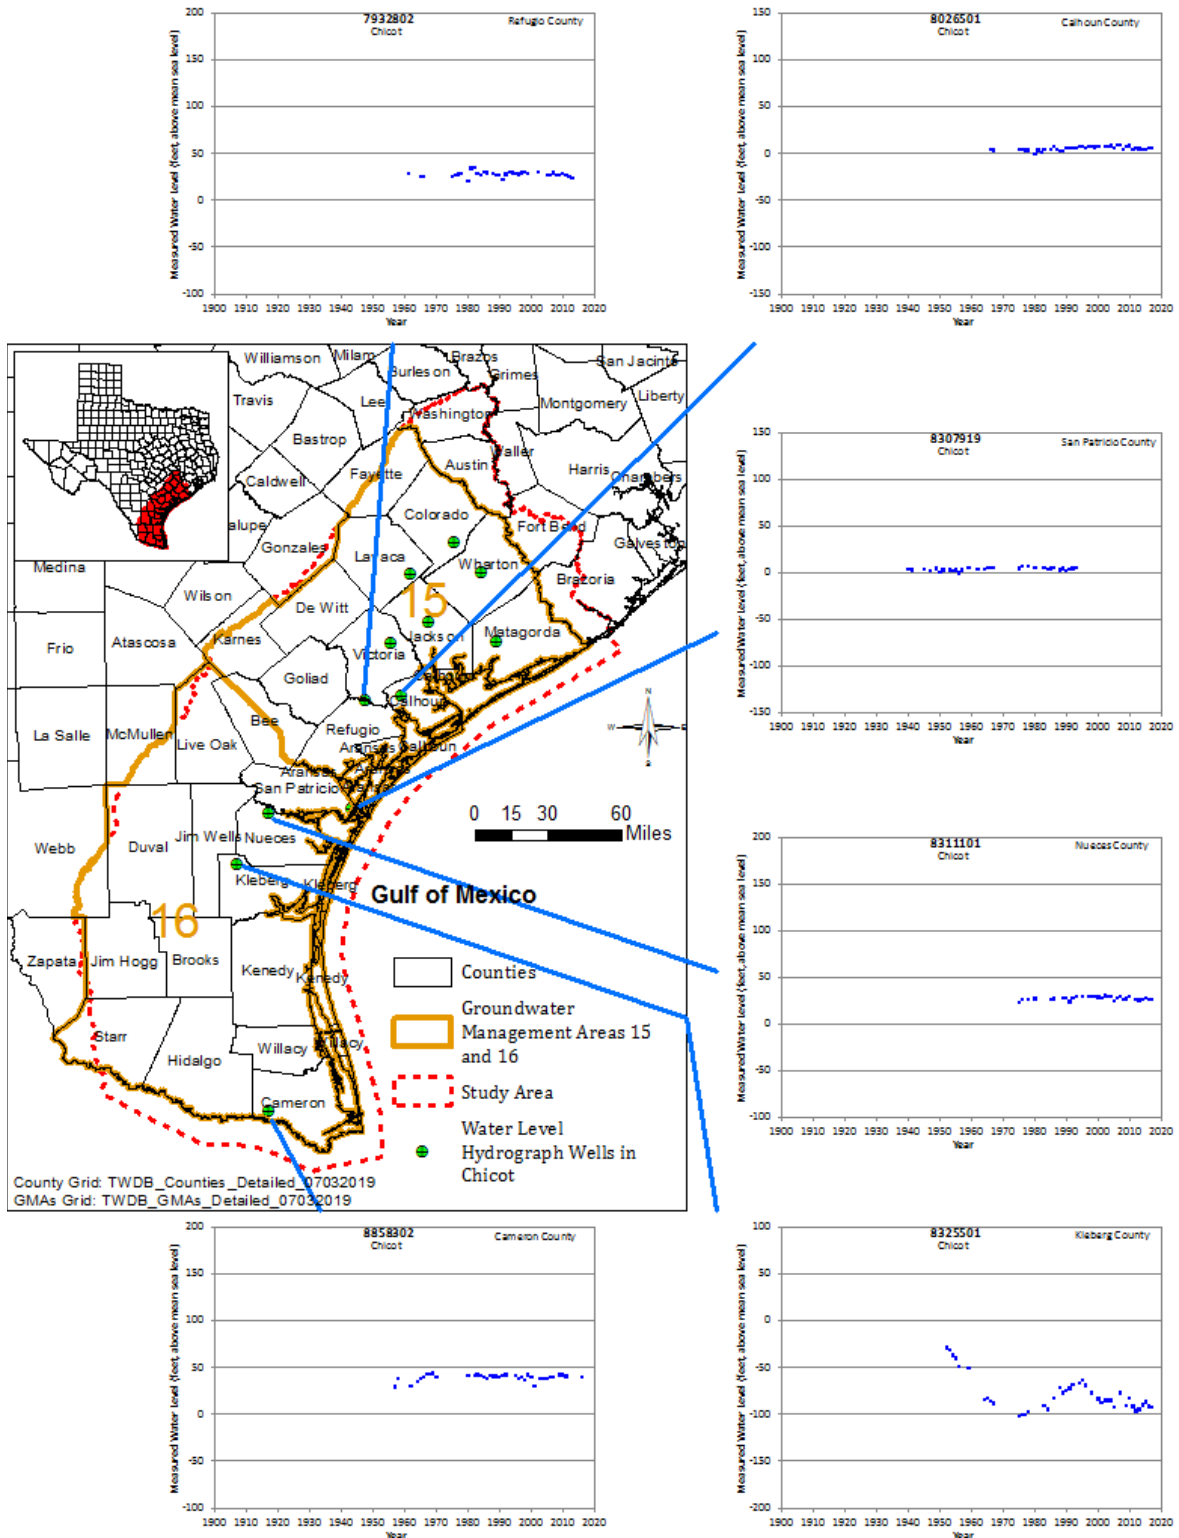 7932802
Chicot
Refugio County
Measured Water Level (feet, above mean sea level)
200
150
100
50
0
-50
-100
1900 1910 1920 1930 1940 1950 1960 1970 1980 1990 2000 2010 2020
Year
8026501
Chicot
Calhoun County
Measured Water Level (feet, above mean sea level)
150
100
50
0
-50
-100
-150
1900 1910 1920 1930 1940 1950 1960 1970 1980 1990 2000 2010 2020
Year
Williamson
Milam
Burleson
Brazos
Grimes
San Jacinto
Travis
Lee
Washington
Montgomery
Liberty
Bastrop
Austin
Waller
Harris
Chambers
Caldwell
Fayette
Colorado
Fort Bend
Galveston
alupe
Gonzales
Lavaca
Wharton
Brazoria
Medina
Wilson
De Witt
15
Jackson
Matagorda
Frio
Atascosa
Karnes
Victoria
Goliad
Calhoun
La Salle
McMullen
Live Oak
Bee
Refugio
Aransas
Calhoun
Aransas
San Patricio
Aransas
Aransas
Webb
Duval
Jim Wells
Nueces
Kleberg
Kleberg
Gulf of Mexico
16
Zapata
Jim Hogg
Brooks
Kenedy
Kenedy
Starr
Hidalgo
Willacy
Willacy
Cameron
N
W
E
S
0 15 30 60
Miles
Counties
Groundwater
Management Areas 15
and 16
Study Area
Water Level
Hydrograph Wells in
Chicot
County Grid: TWDB_Counties_Detailed_07032019
GMAs Grid: TWDB_GMAs_Detailed_07032019
8307919
Chicot
San Patricio County
Measured Water Level (feet, above mean sea level)
150
100
50
0
-50
-100
-150
1900 1910 1920 1930 1940 1950 1960 1970 1980 1990 2000 2010 2020
Year
8311101
Chicot
Nueces County
Measured Water Level (feet, above mean sea level)
200
150
100
50
0
-50
-100
1900 1910 1920 1930 1940 1950 1960 1970 1980 1990 2000 2010 2020
Year
8858302
Chicot
Cameron County
Measured Water Level (feet, above mean sea level)
200
150
100
50
0
-50
-100
1900 1910 1920 1930 1940 1950 1960 1970 1980 1990 2000 2010 2020
Year
8325501
Chicot
Kleberg County
Measured Water Level (feet, above mean sea level)
100
50
0
-50
-100
-150
-200
1900 1910 1920 1930 1940 1950 1960 1970 1980 1990 2000 2010 2020
Year